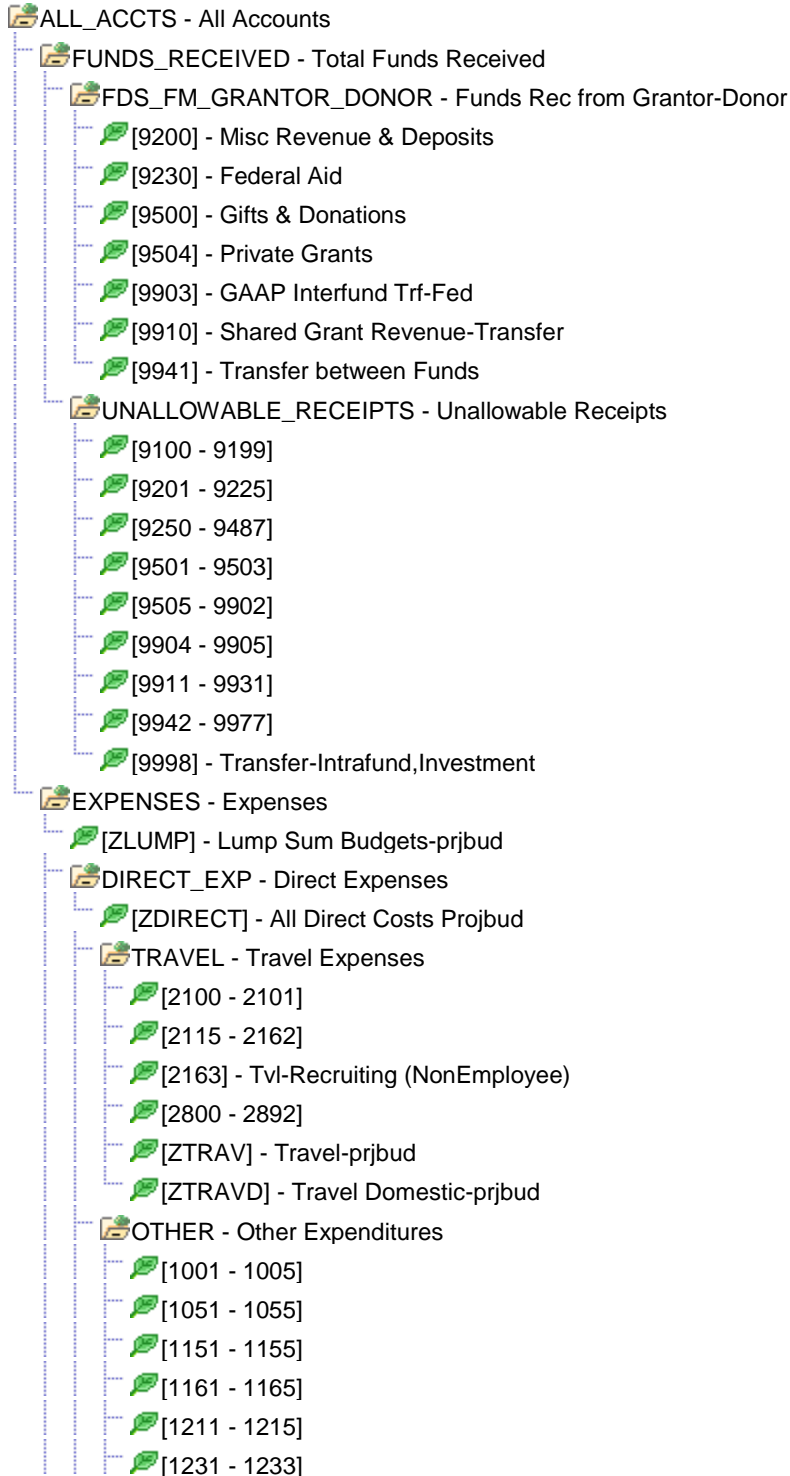 ALL_ACCTS - All Accounts
FUNDS_RECEIVED - Total Funds Received
FDS_FM_GRANTOR_DONOR - Funds Rec from Grantor-Donor
[9200] - Misc Revenue & Deposits
[9230] - Federal Aid
[9500] - Gifts & Donations
[9504] - Private Grants
[9903] - GAAP Interfund Trf-Fed
[9910] - Shared Grant Revenue-Transfer
[9941] - Transfer between Funds
UNALLOWABLE_RECEIPTS - Unallowable Receipts
[9100 - 9199]
[9201 - 9225]
[9250 - 9487]
[9501 - 9503]
[9505 - 9902]
[9904 - 9905]
[9911 - 9931]
[9942 - 9977]
[9998] - Transfer-Intrafund,Investment
EXPENSES - Expenses
[ZLUMP] - Lump Sum Budgets-prjbud
DIRECT_EXP - Direct Expenses
[ZDIRECT] - All Direct Costs Projbud
TRAVEL - Travel Expenses
[2100 - 2101]
[2115 - 2162]
[2163] - Tvl-Recruiting (NonEmployee)
[2800 - 2892]
[ZTRAV] - Travel-prjbud
[ZTRAVD] - Travel Domestic-prjbud
OTHER - Other Expenditures
[1001 - 1005]
[1051 - 1055]
[1151 - 1155]
[1161 - 1165]
[1211 - 1215]
[1231 - 1233]